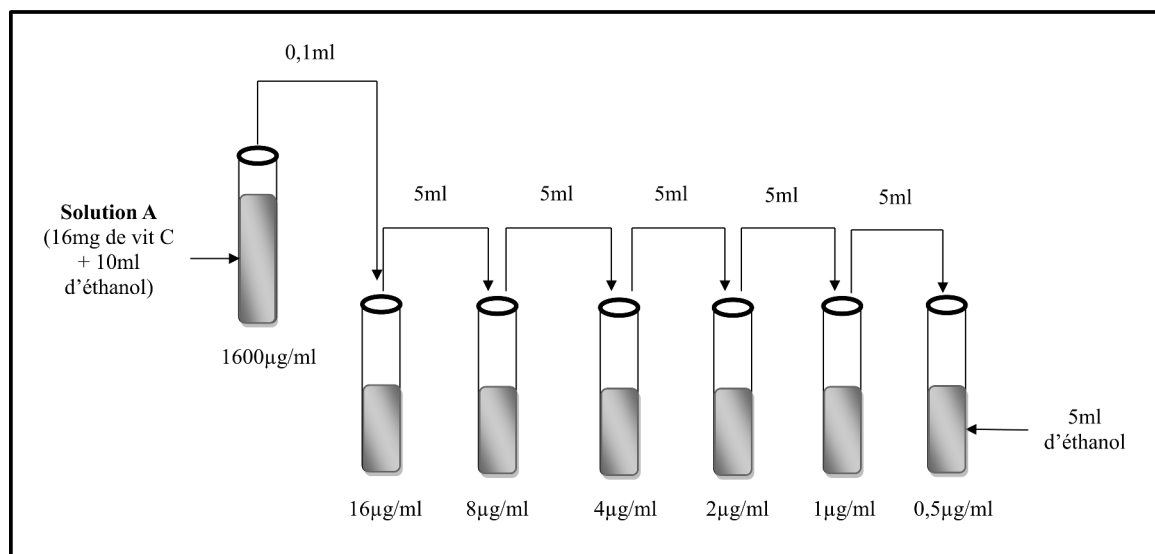 0,1ml
5ml
5ml
5ml
5ml
5ml
Solution A
(16mg de vit C
+ 10ml
d’éthanol)
1600µg/ml
5ml
d’éthanol
16µg/ml
8µg/ml
4µg/ml
2µg/ml
1µg/ml
0,5µg/ml